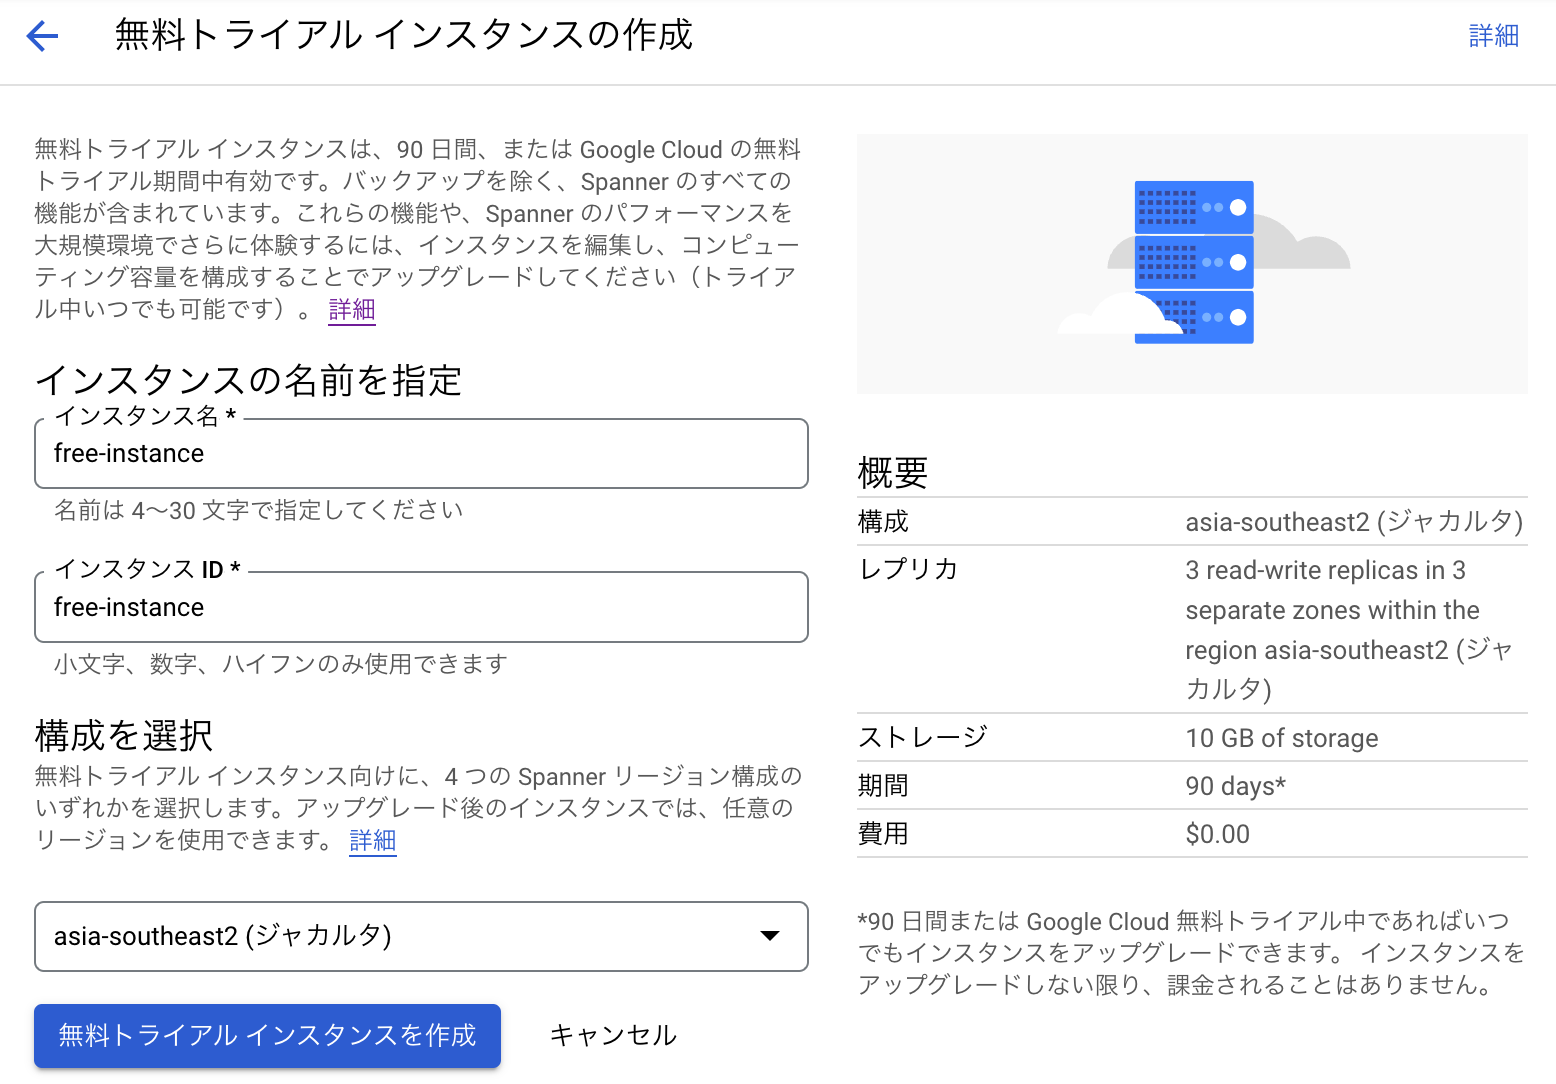 無料トライアル インスタンスの作成
詳細
無料トライアル インスタンスは、90 日間、または Google Cloud の無料
トライアル期間中有効です。バックアップを除く、Spanner のすべての
機能が含まれています。これらの機能や、Spanner のパフォーマンスを
大規模環境でさらに体験するには、インスタンスを編集し、コンピュー
ティング容量を構成することでアップグレードしてください（トライア
ル中いつでも可能です）。 詳細
インスタンスの名前を指定
インスタンス名 *
free-instance
名前は 4～30 文字で指定してください
インスタンス ID *
free-instance
小文字、数字、ハイフンのみ使用できます
構成を選択
無料トライアル インスタンス向けに、4 つの Spanner リージョン構成の
いずれかを選択します。アップグレード後のインスタンスでは、任意の
リージョンを使用できます。 詳細
asia-southeast2 (ジャカルタ)
無料トライアル インスタンスを作成
キャンセル
概要
構成 asia-southeast2 (ジャカルタ)
レプリカ 3 read-write replicas in 3
separate zones within the
region asia-southeast2 (ジャ
カルタ)
ストレージ 10 GB of storage
期間 90 days*
費用 $0.00
*90 日間または Google Cloud 無料トライアル中であればいつ
でもインスタンスをアップグレードできます。 インスタンスを
アップグレードしない限り、課金されることはありません。